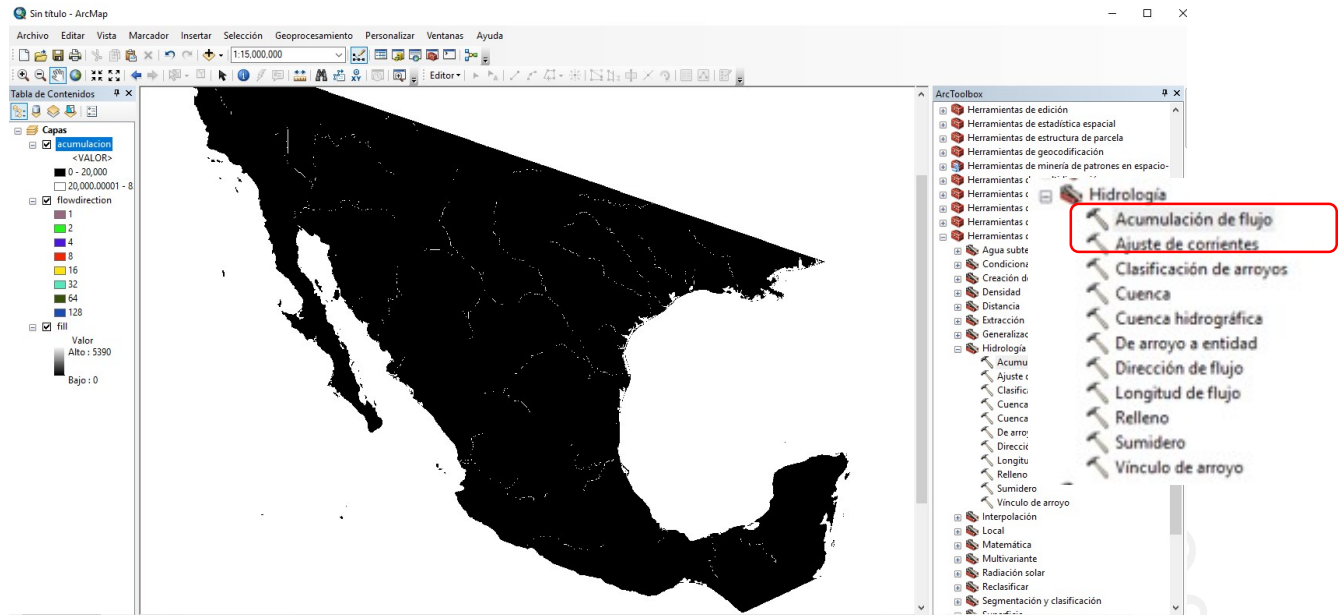 Sin título - ArcMap
Archivo Editar Vista Marcador Insertar Selección Geoprocesamiento Personalizar Ventanas Ayuda
1:15,000,000
Editor
Tabla de Contenidos
Capas
acumulacion
<VALOR>
0 - 20,000
20,000.00001 - 8
flowdirection
1
2
4
8
16
32
64
128
fill
Valor
Alto : 5390
Bajo : 0
ArcToolbox
Herramientas de edición
Herramientas de estadística espacial
Herramientas de estructura de parcela
Herramientas de geocodificación
Herramientas de minería de patrones en espacio-
Herramientas
Herramientas
Herramientas
Herramientas
Herramientas
Agua subte
Condiciona
Creación d
Densidad
Distancia
Extracción
Generalizac
Hidrología
Acumu
Ajuste
Clasific
Cuenca
Cuenca
De arro
Direcci
Longitu
Relleno
Sumidero
Vínculo de arroyo
Interpolación
Local
Matemática
Multivariante
Radiación solar
Reclasificar
Segmentación y clasificación
Hidrología
Acumulación de flujo
Ajuste de corrientes
Clasificación de arroyos
Cuenca
Cuenca hidrográfica
De arroyo a entidad
Dirección de flujo
Longitud de flujo
Relleno
Sumidero
Vínculo de arroyo